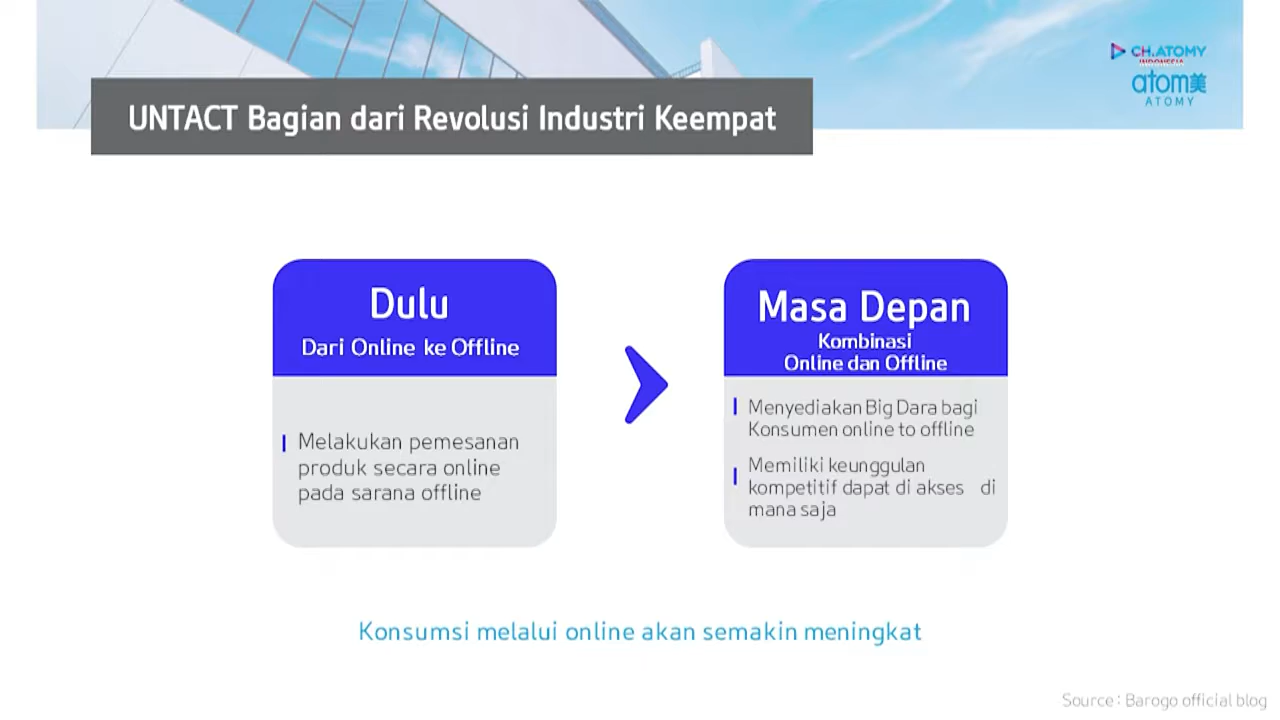 CH.ATOMY
INDONESIA
atom美
ATOMY
UNTACT Bagian dari Revolusi Industri Keempat
Dulu
Dari Online ke Offline
Melakukan pemesanan
produk secara online
pada sarana offline
Masa Depan
Kombinasi
Online dan Offline
Menyediakan Big Dara bagi
Konsumen online to offline
Memiliki keunggulan
kompetitif dapat di akses di
mana saja
Konsumsi melalui online akan semakin meningkat
Source : Barogo official blog